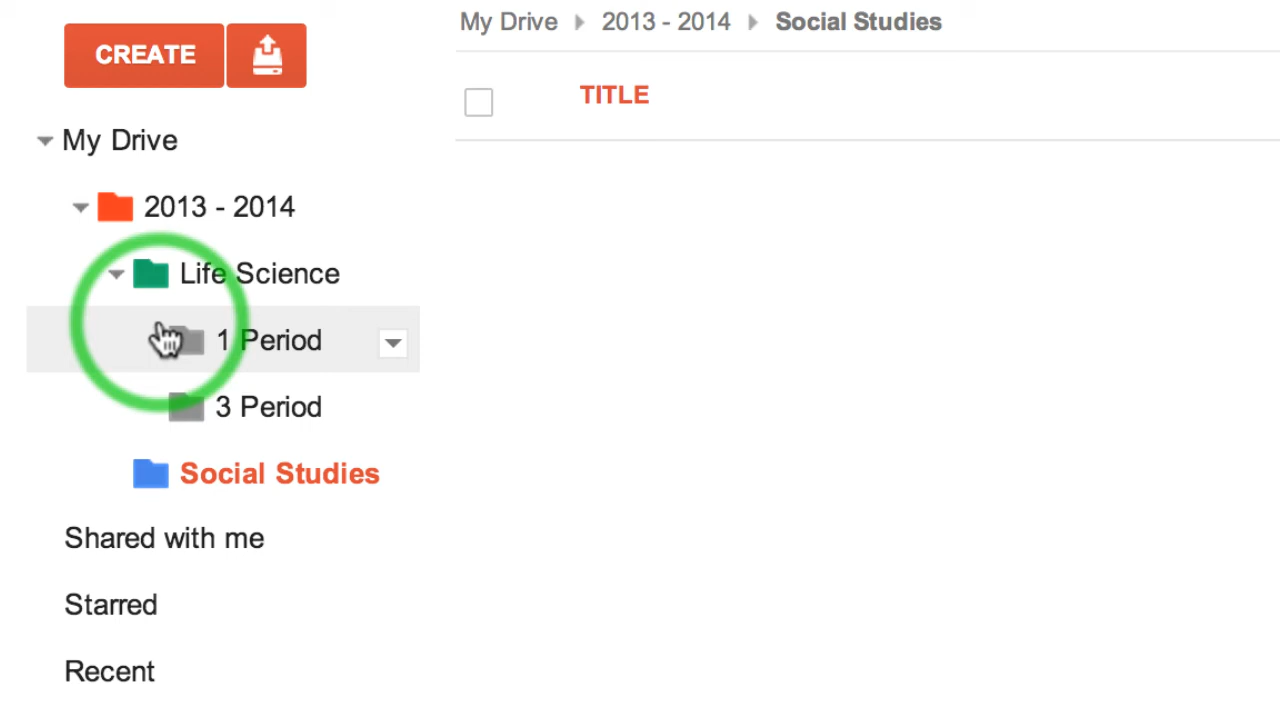 My Drive 2013 - 2014 Social Studies
CREATE
TITLE
My Drive
2013 - 2014
Life Science
1 Period
3 Period
Social Studies
Shared with me
Starred
Recent